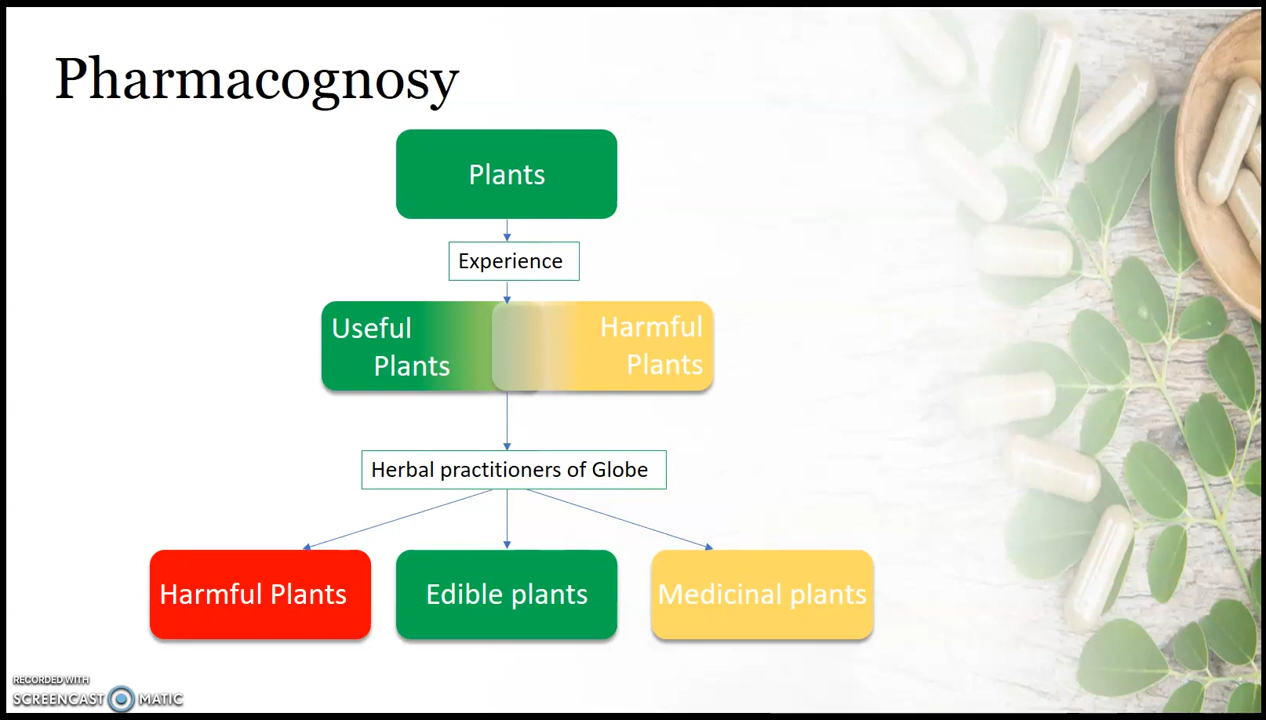 Pharmacognosy
Plants
Experience
Useful
Plants
Harmful
Plants
Herbal practitioners of Globe
Harmful Plants
Edible plants
Medicinal plants
RECORDED WITH
SCREENCAST MATIC